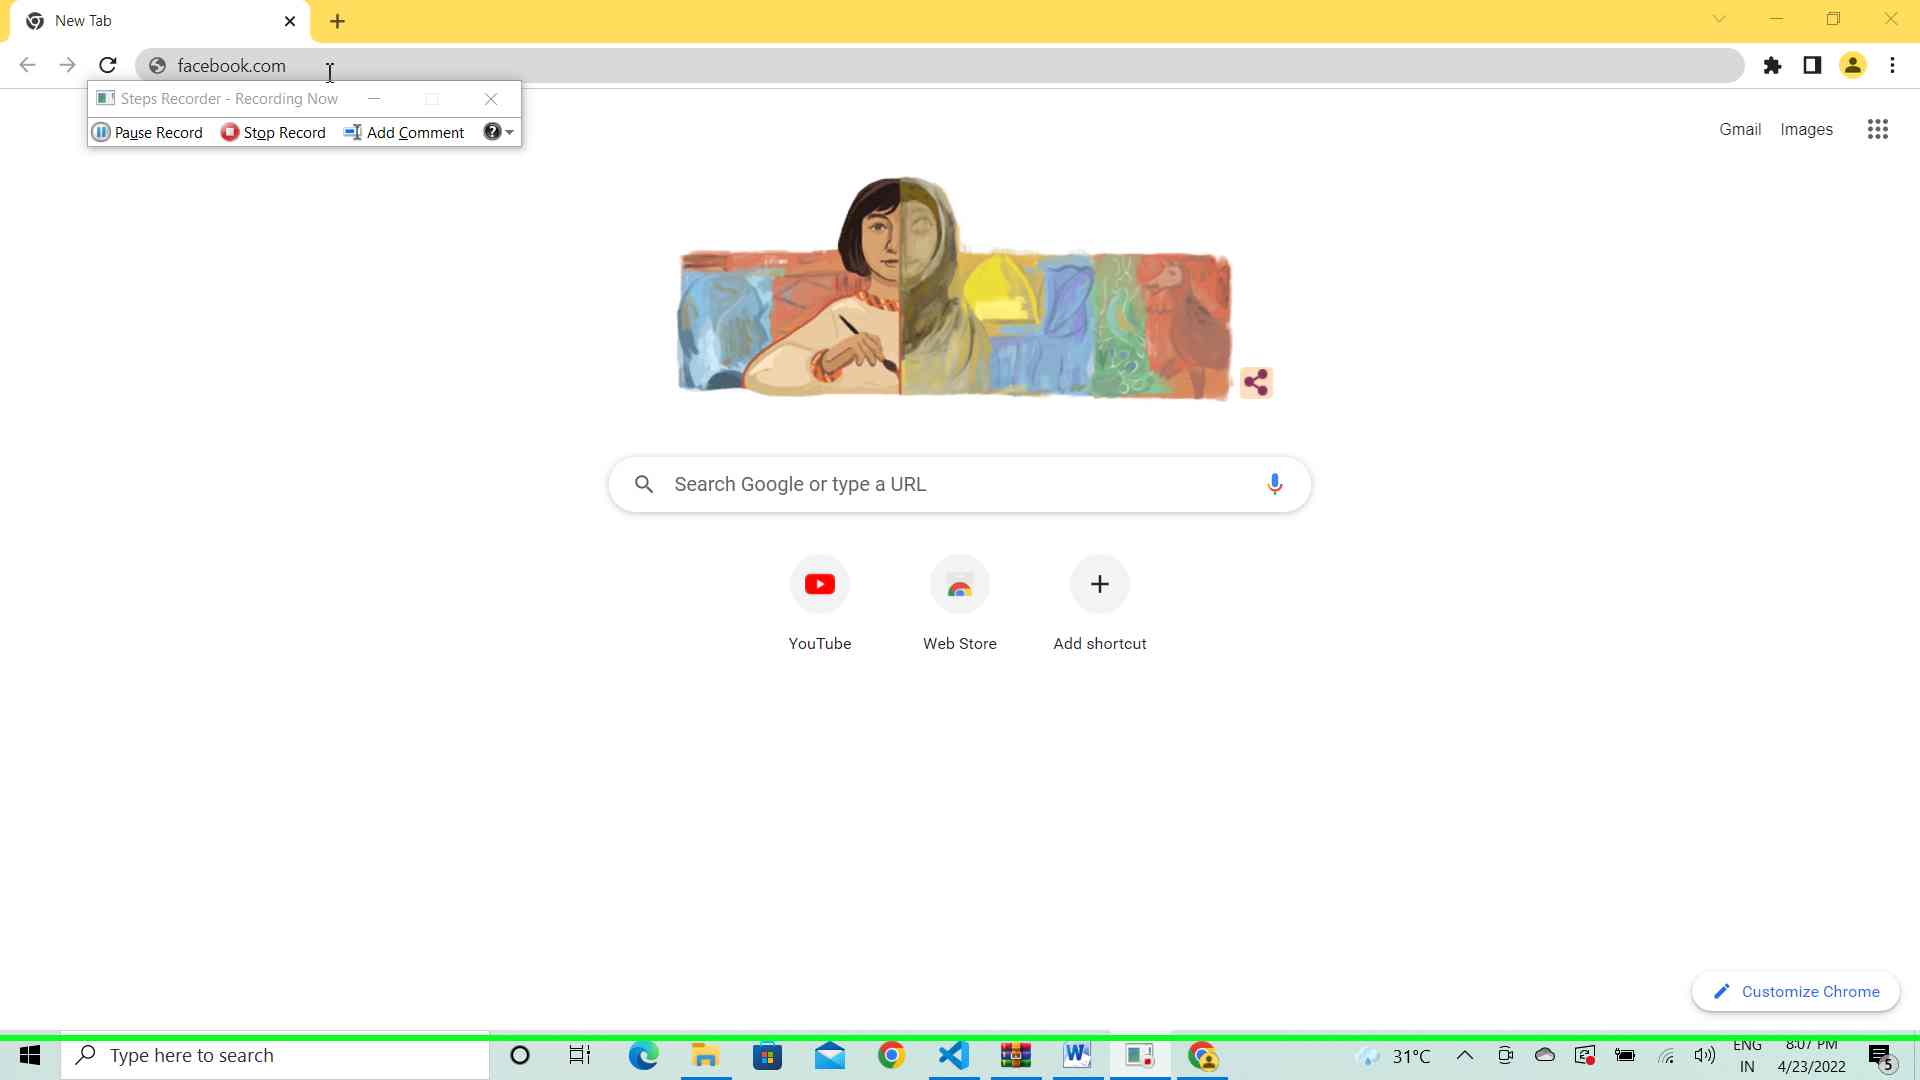 New Tab
facebook.com
Steps Recorder - Recording Now
Pause Record Stop Record Add Comment
Gmail Images
Search Google or type a URL
YouTube Web Store Add shortcut
Customize Chrome
Type here to search
31°C
ENG
IN
8:07 PM
4/23/2022
5